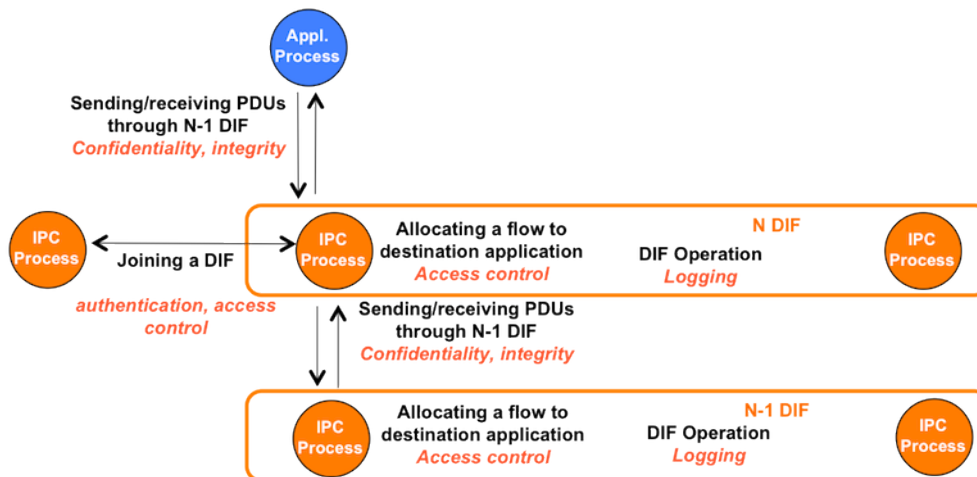 Appl.
Process
Sending/receiving PDUs
through N-1 DIF
Confidentiality, integrity
IPC
Process
Joining a DIF
authentication, access
control
IPC
Process
Allocating a flow to
destination application
Access control
N DIF
DIF Operation
Logging
IPC
Process
Sending/receiving PDUs
through N-1 DIF
Confidentiality, integrity
IPC
Process
Allocating a flow to
destination application
Access control
N-1 DIF
DIF Operation
Logging
IPC
Process